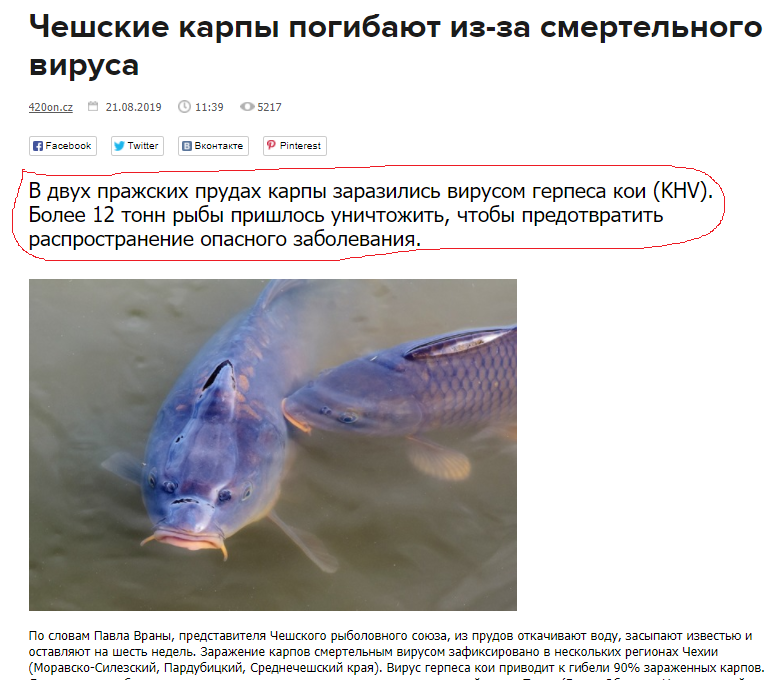 Чешские карпы погибают из-за смертельного
вируса
420on.cz 21.08.2019 11:39 5217
Facebook Twitter Вконтакте Pinterest
В двух пражских прудах карпы заразились вирусом герпеса кои (KHV).
Более 12 тонн рыбы пришлось уничтожить, чтобы предотвратить
распространение опасного заболевания.
По словам Павла Враны, представителя Чешского рыболовного союза, из прудов откачивают воду, засыпают известью и
оставляют на шесть недель. Заражение карпов смертельным вирусом зафиксировано в нескольких регионах Чехии
(Моравско-Силезский, Пардубицкий, Среднечешский края). Вирус герпеса кои приводит к гибели 90% зараженных карпов.